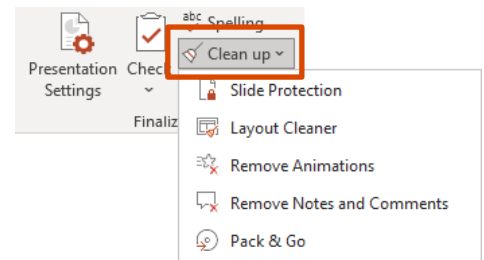 abc Spelling
Clean up
Presentation Settings
Check
Finaliz
Slide Protection
Layout Cleaner
Remove Animations
Remove Notes and Comments
Pack & Go